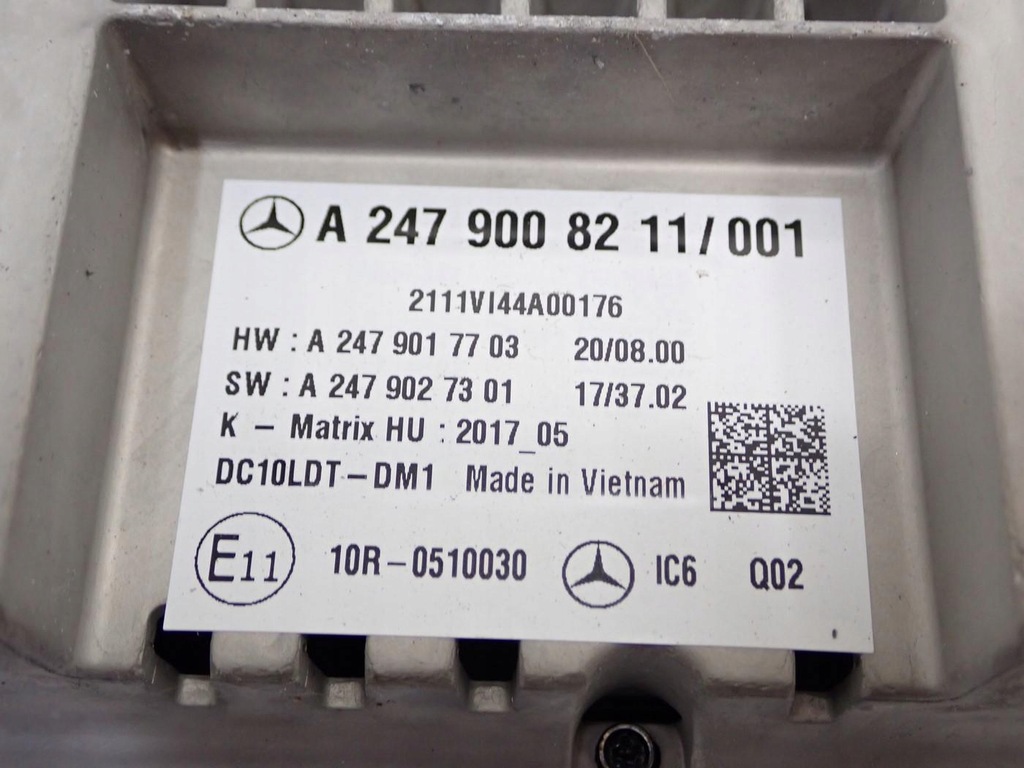 A 247 900 82 11/001
2111VI44A00176
HW : A 247 901 77 03 20/08.00
SW : A 247 902 73 01 17/37.02
K - Matrix HU : 2017_05
DC10LDT-DM1 Made in Vietnam
E11 10R-0510030 IC6 Q02